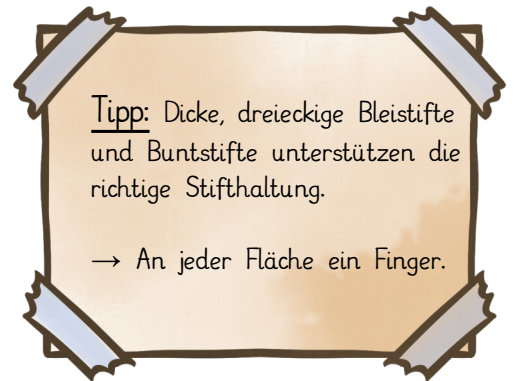 Tipp: Dicke, dreieckige Bleistifte
und Buntstifte unterstützen die
richtige Stifthaltung.
→ An jeder Fläche ein Finger.